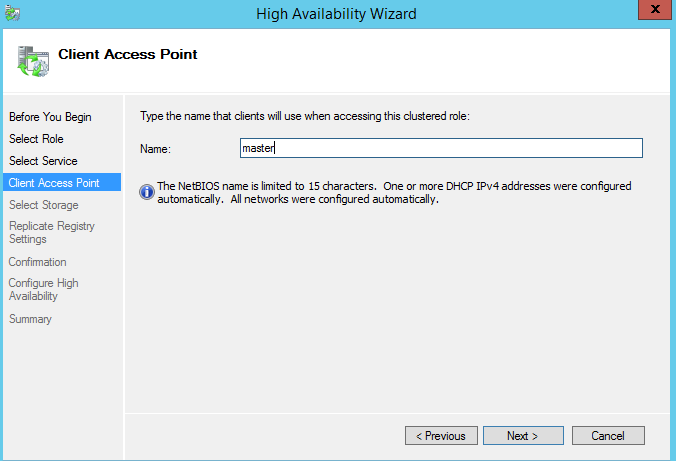 High Availability Wizard
x
Client Access Point
Before You Begin
Select Role
Select Service
Client Access Point
Select Storage
Replicate Registry
Settings
Confirmation
Configure High
Availability
Summary
Type the name that clients will use when accessing this clustered role:
Name: master
The NetBIOS name is limited to 15 characters. One or more DHCP IPv4 addresses were configured
automatically. All networks were configured automatically.
< Previous Next > Cancel